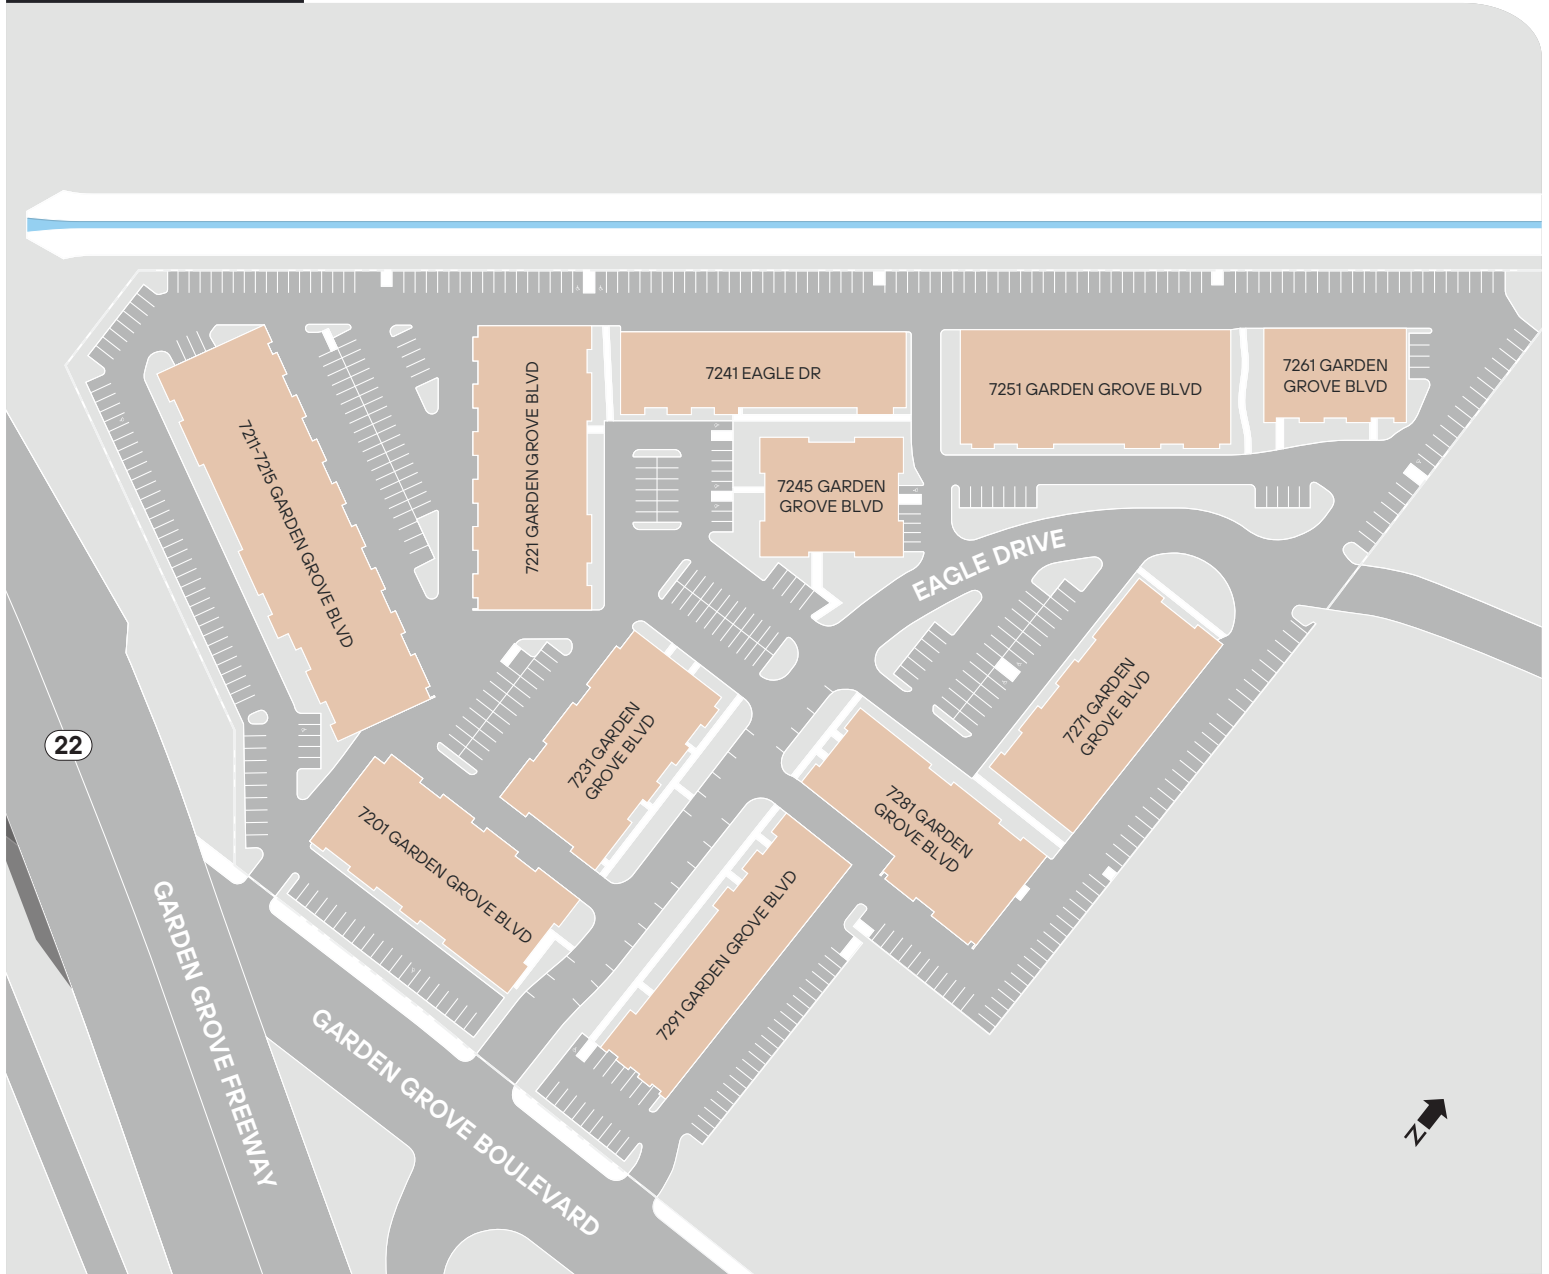 7241 EAGLE DR
7251 GARDEN GROVE BLVD
7261 GARDEN
GROVE BLVD
7211-7215 GARDEN GROVE BLVD
7221 GARDEN GROVE BLVD
7245 GARDEN
GROVE BLVD
EAGLE DRIVE
7231 GARDEN
GROVE BLVD
7271 GARDEN
GROVE BLVD
22
7201 GARDEN GROVE BLVD
7281 GARDEN
GROVE BLVD
7291 GARDEN GROVE BLVD
GARDEN GROVE FREEWAY
GARDEN GROVE BOULEVARD
N